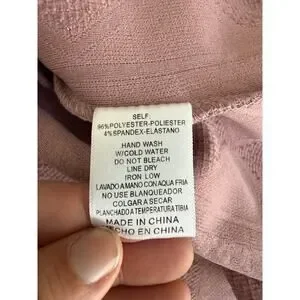 SELF:
96%POLYESTER-POLIESTER
4%SPANDEX-ELASTANO
HAND WASH
W/COLD WATER
DO NOT BLEACH
LINE DRY
IRON LOW
LAVADO A MANO CON AQUA FRIA
NO USE BLANQUEADOR
COLGAR A SECAR
PLANCHADO A TEMPERATURA TIBIA
MADE IN CHINA
HECHO EN CHINA